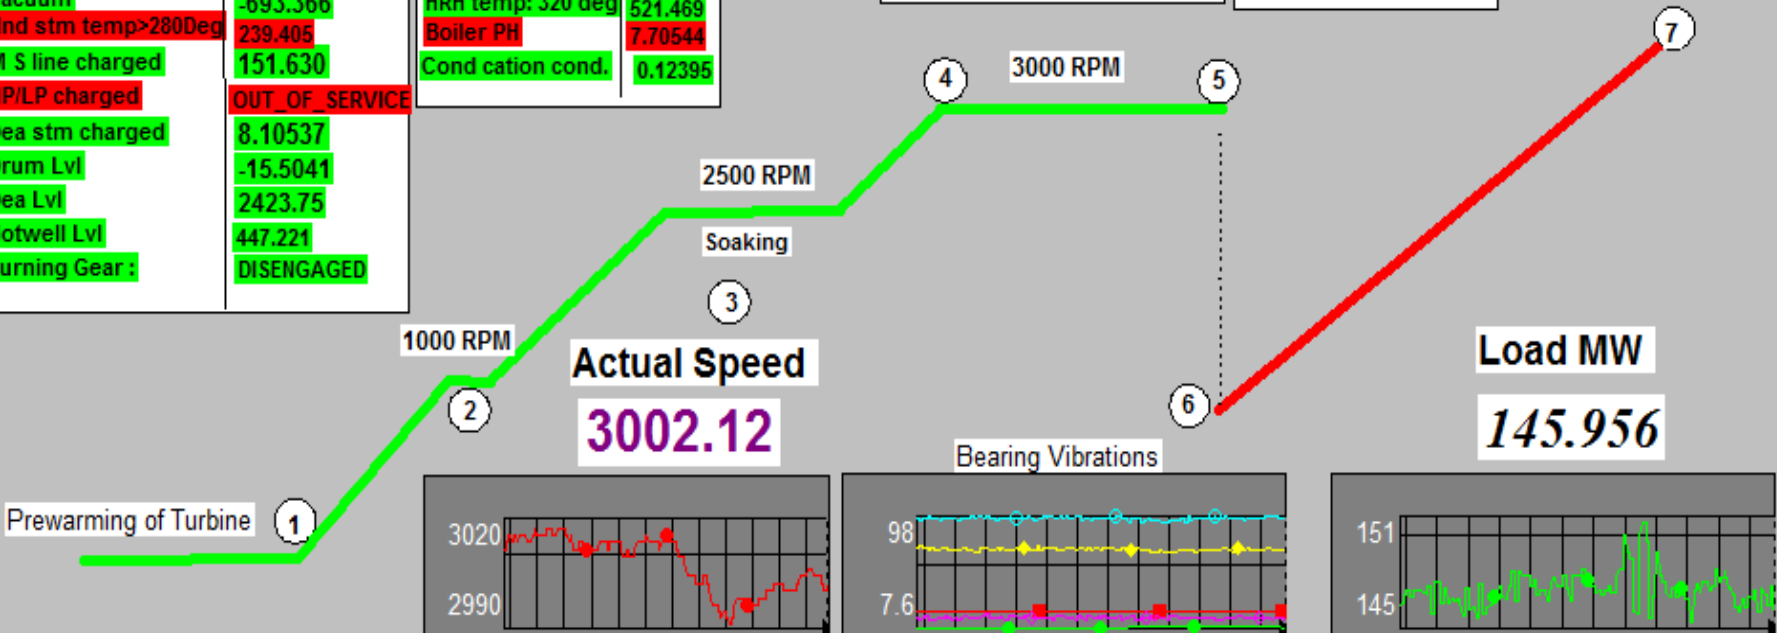 -693.366
nd stm temp>280Deg 239.405
S line charged 151.630
P/LP charged OUT_OF_SERVICE
ea stm charged 8.10537
rum Lvl -15.5041
ea Lvl 2423.75
otwell Lvl 447.221
urning Gear : DISENGAGED
HRH temp: 320 deg 521.469
Boiler PH 7.70544
Cond cation cond. 0.12395
4
3000 RPM
5
7
2500 RPM
Soaking
3
1000 RPM
2
Actual Speed
3002.12
6
Load MW
145.956
Prewarming of Turbine
1
Bearing Vibrations
3020
2990
98
7.6
151
145